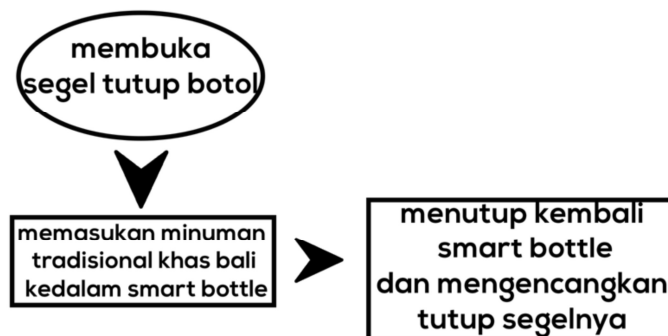 membuka
segel tutup botol
memasukan minuman
tradisional khas bali
kedalam smart bottle
menutup kembali
smart bottle
dan mengencangkan
tutup segelnya